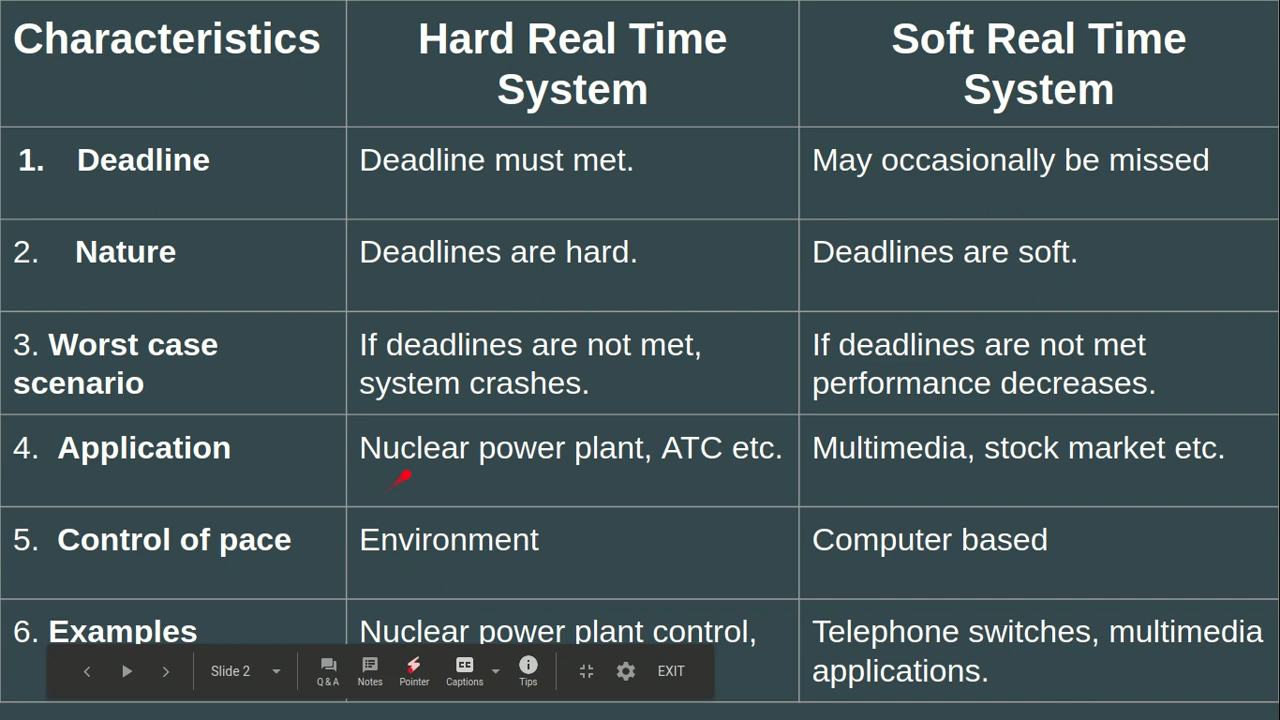 Characteristics
Hard Real Time
System
Soft Real Time
System
1. Deadline
Deadline must met.
May occasionally be missed
2. Nature
Deadlines are hard.
Deadlines are soft.
3. Worst case
scenario
If deadlines are not met,
system crashes.
If deadlines are not met
performance decreases.
4. Application
Nuclear power plant, ATC etc.
Multimedia, stock market etc.
5. Control of pace
Environment
Computer based
6. Examples
Nuclear power plant control,
Telephone switches, multimedia
applications.
Slide 2
Q & A
Notes
Pointer
CC
Captions
Tips
EXIT